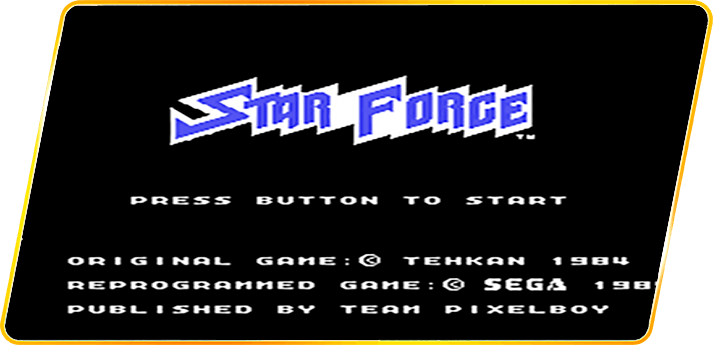 STAR FORCE
TM
PRESS BUTTON TO START
ORIGINAL GAME:© TEHKAN 1984
REPROGRAMMED GAME:© SEGA
PUBLISHED BY TEAM PIXELBOY